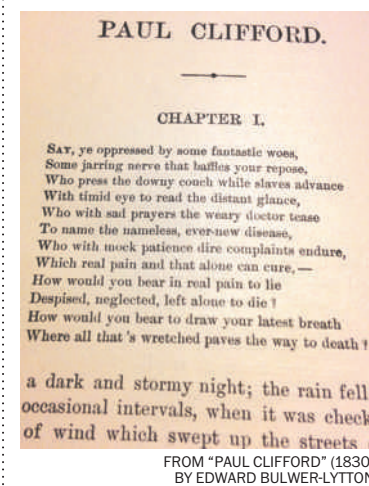 PAUL CLIFFORD.
CHAPTER I.
SAY, ye oppressed by some fantastic woes,
Some jarring nerve that baffles your repose,
Who press the downy couch while slaves advance
With timid eye to read the distant glance,
Who with sad prayers the weary doctor tease
To name the nameless, ever-new disease,
Who with mock patience dire complaints endure,
Which real pain and that alone can cure,—
How would you bear in real pain to lie
Despised, neglected, left alone to die?
How would you bear to draw your latest breath
Where all that's wretched paves the way to death?
a dark and stormy night; the rain fell
occasional intervals, when it was check
of wind which swept up the streets
FROM "PAUL CLIFFORD" (1830
BY EDWARD BULWER-LYTTON